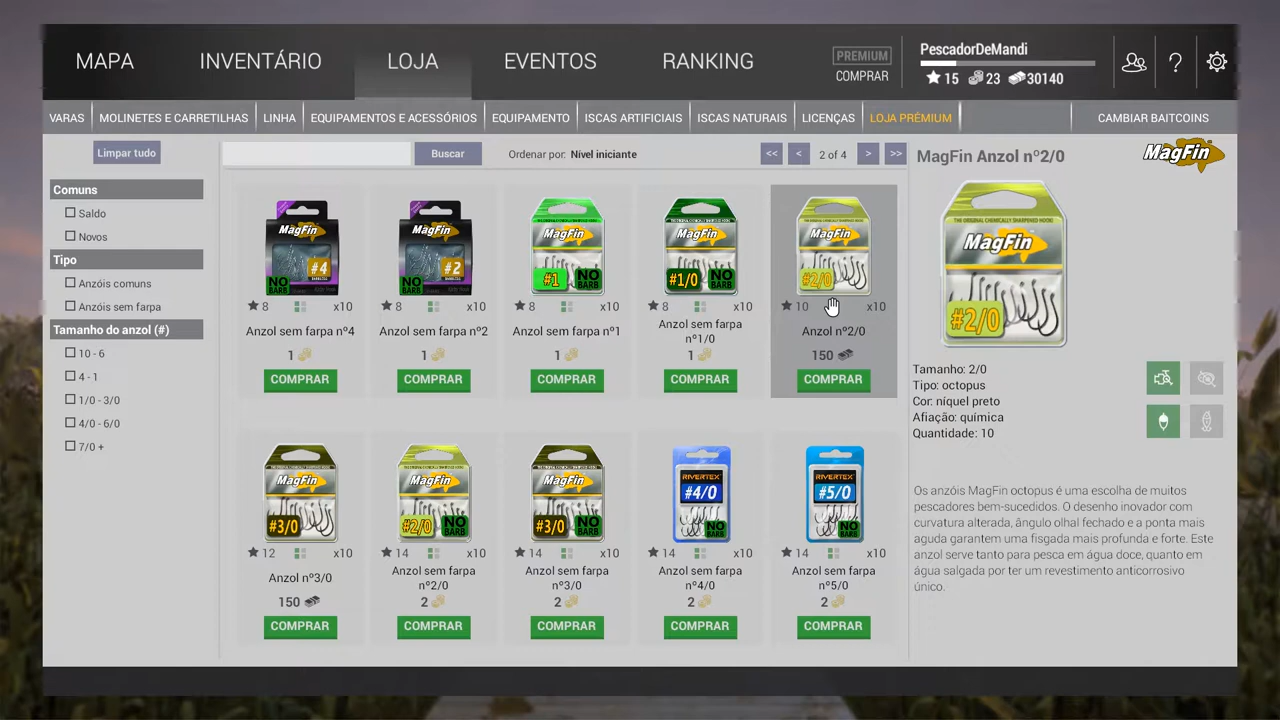 MAPA INVENTÁRIO LOJA EVENTOS RANKING PREMIUM COMPRAR PescadorDeMandi 15 23 30140 ?
VARAS MOLINETES E CARRETILHAS LINHA EQUIPAMENTOS E ACESSÓRIOS EQUIPAMENTO ISCAS ARTIFICIAIS ISCAS NATURAIS LICENÇAS LOJA PRÉMIUM CAMBIAR BAITCOINS
Limpar tudo
Buscar Ordenar por: Nível iniciante << < 2 of 4 > >>
Comuns
Saldo
Novos
Tipo
Anzóis comuns
Anzóis sem farpa
Tamanho do anzol (#)
10 - 6
4 - 1
1/0 - 3/0
4/0 - 6/0
7/0 +
MagFin #4 NO BARB
MagFin #2 NO BARB
MagFin #1 NO BARB
MagFin #1/0 NO BARB
MagFin #2/0
8 x10 8 x10 8 x10 8 x10 10 x10
Anzol sem farpa nº4 Anzol sem farpa nº2 Anzol sem farpa nº1 Anzol sem farpa nº1/0 Anzol nº2/0
1 1 1 1 150
COMPRAR COMPRAR COMPRAR COMPRAR COMPRAR
MagFin #3/0
MagFin #2/0 NO BARB
MagFin #3/0 NO BARB
RIVERTEX #4/0 NO BARB
RIVERTEX #5/0 NO BARB
12 x10 14 x10 14 x10 14 x10 14 x10
Anzol nº3/0 Anzol sem farpa nº2/0 Anzol sem farpa nº3/0 Anzol sem farpa nº4/0 Anzol sem farpa nº5/0
150 2 2 2 2
COMPRAR COMPRAR COMPRAR COMPRAR COMPRAR
MagFin Anzol nº2/0 MagFin
THE ORIGINAL CHEMICALLY SHARPENED HOOKS
MagFin
#2/0
Tamanho: 2/0
Tipo: octopus
Cor: níquel preto
Afiação: química
Quantidade: 10
Os anzóis MagFin octopus é uma escolha de muitos
pescadores bem-sucedidos. O desenho inovador com
curvatura alterada, ângulo olhal fechado e a ponta mais
aguda garantem uma fisgada mais profunda e forte. Este
anzol serve tanto para pesca em água doce, quanto em
água salgada por ter um revestimento anticorrosivo
único.